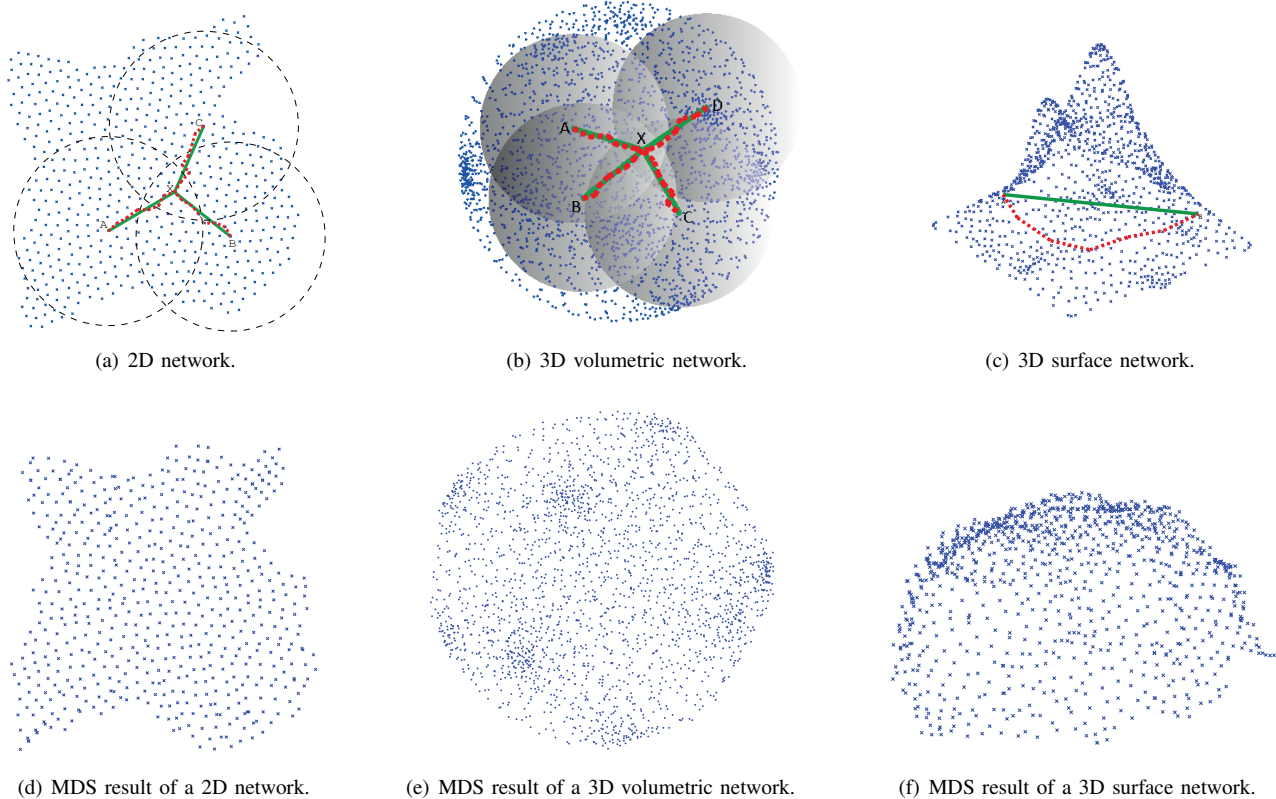 C
X
A
B
A
X
D
B
C
(a) 2D network.
(b) 3D volumetric network.
(c) 3D surface network.
(d) MDS result of a 2D network.
(e) MDS result of a 3D volumetric network.
(f) MDS result of a 3D surface network.